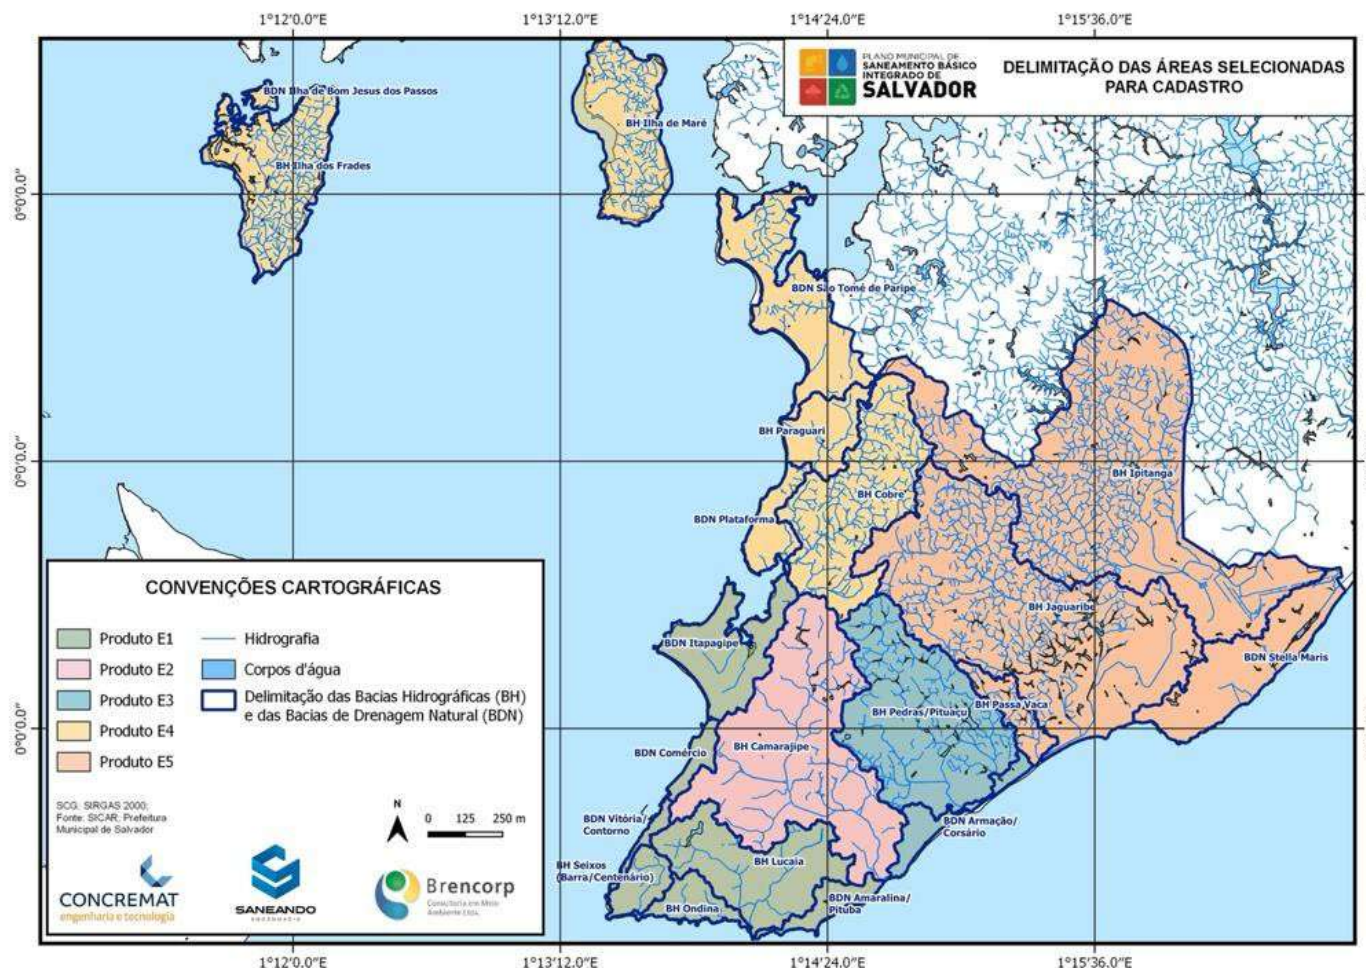 1°12'0.0"E
1°13'12.0"E
1°14'24.0"E
1°15'36.0"E
PLANO MUNICIPAL DE
SANEAMENTO BÁSICO
INTEGRADO DE
SALVADOR
DELIMITAÇÃO DAS ÁREAS SELECIONADAS
PARA CADASTRO
BDN Ilha de Bom Jesus dos Passos
BH Ilha de Maré
BH Ilha dos Frades
0°0'0.0"
BDN São Tomé de Paripe
BH Paraguari
0°0'0.0"
BH Ipitanga
BH Cobre
BDN Plataforma
BH Jaguaribe
BDN Itapagipe
BDN Stella Maris
BH Passa Vaca
BH Pedras/Pituaçu
0°0'0.0"
BH Camarajipe
BDN Comércio
BDN Vitória/
Contorno
BDN Armação/
Corsário
BH Lucaia
BH Seixos
(Barra/Centenário)
BH Ondina
BDN Amaralina/
Pituba
CONVENÇÕES CARTOGRÁFICAS
Produto E1
Produto E2
Produto E3
Produto E4
Produto E5
Hidrografia
Corpos d'água
Delimitação das Bacias Hidrográficas (BH)
e das Bacias de Drenagem Natural (BDN)
SCG: SIRGAS 2000;
Fonte: SICAR; Prefeitura
Municipal de Salvador
N
0 125 250 m
CONCREMAT
engenharia e tecnologia
SANEANDO
ENGENHARIA
Brencorp
Consultoria em Meio
Ambiente Ltda.
1°12'0.0"E
1°13'12.0"E
1°14'24.0"E
1°15'36.0"E